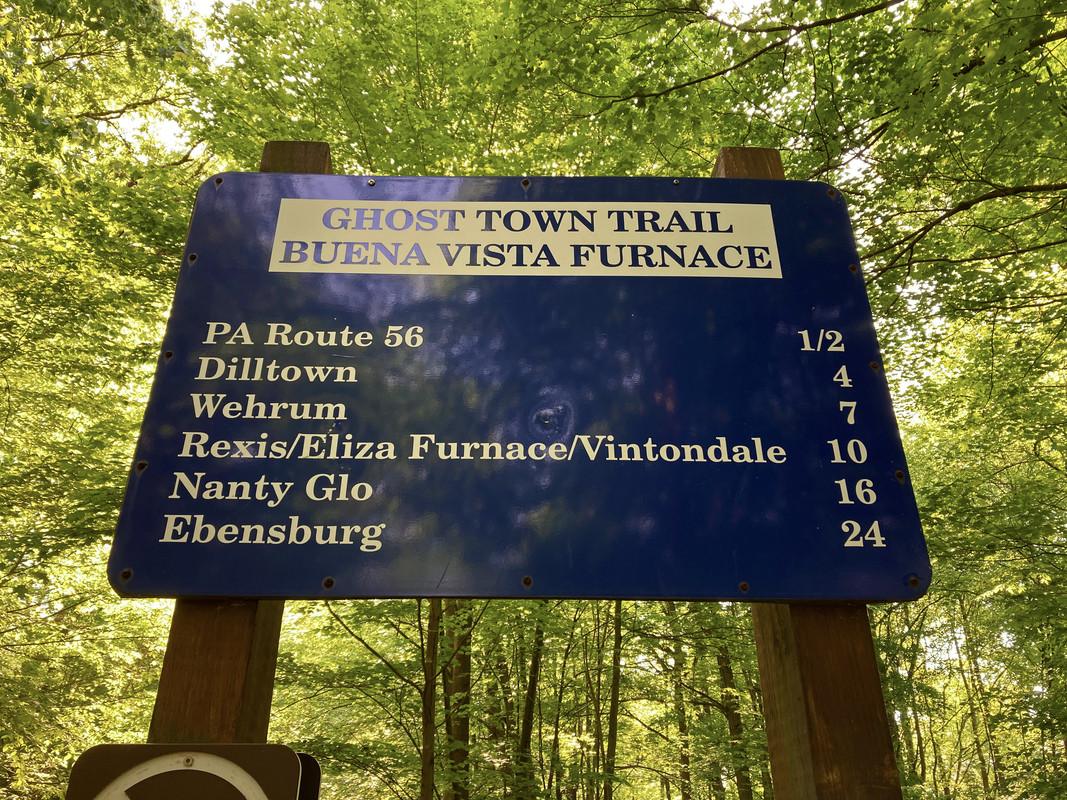 GHOST TOWN TRAIL
BUENA VISTA FURNACE
PA Route 56 1/2
Dilltown 4
Wehrum 7
Rexis/Eliza Furnace/Vintondale 10
Nanty Glo 16
Ebensburg 24